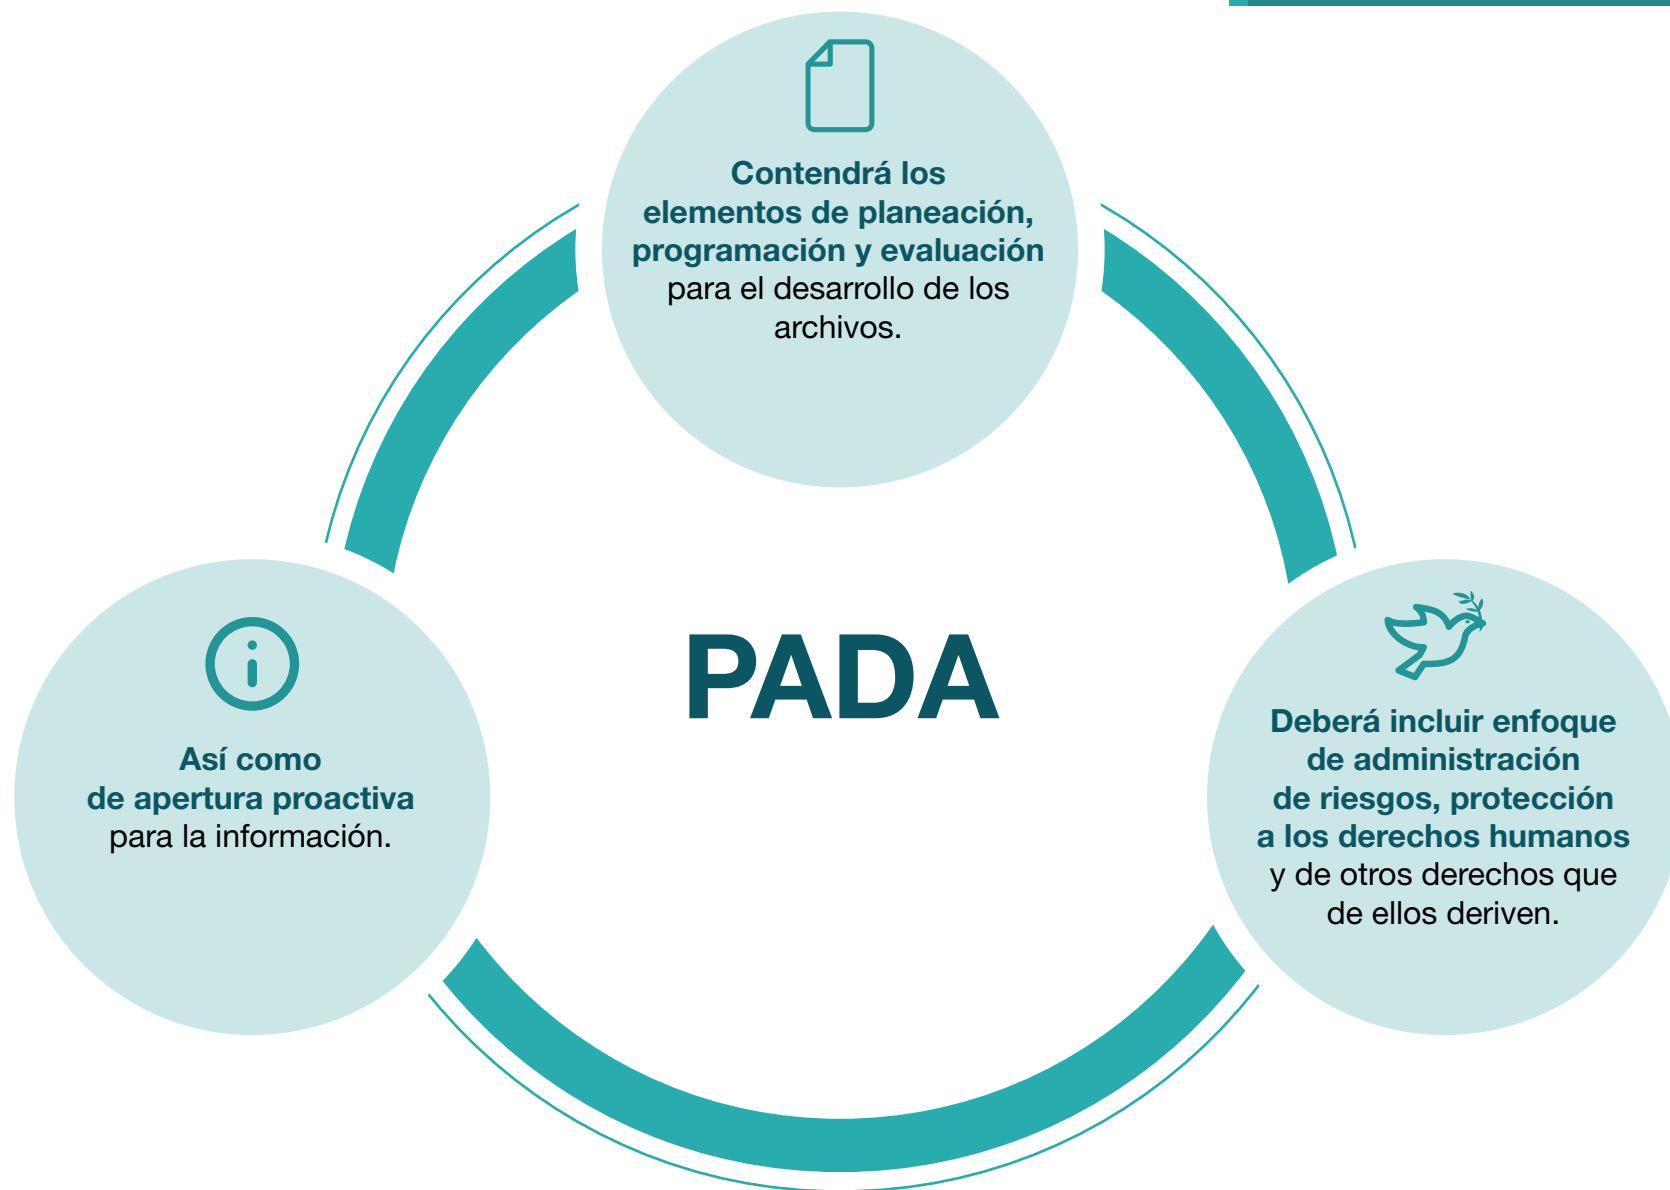 Contendrá los
elementos de planeación,
programación y evaluación
para el desarrollo de los
archivos.
PADA
Deberá incluir enfoque
de administración
de riesgos, protección
a los derechos humanos
y de otros derechos que
de ellos deriven.
Así como
de apertura proactiva
para la información.